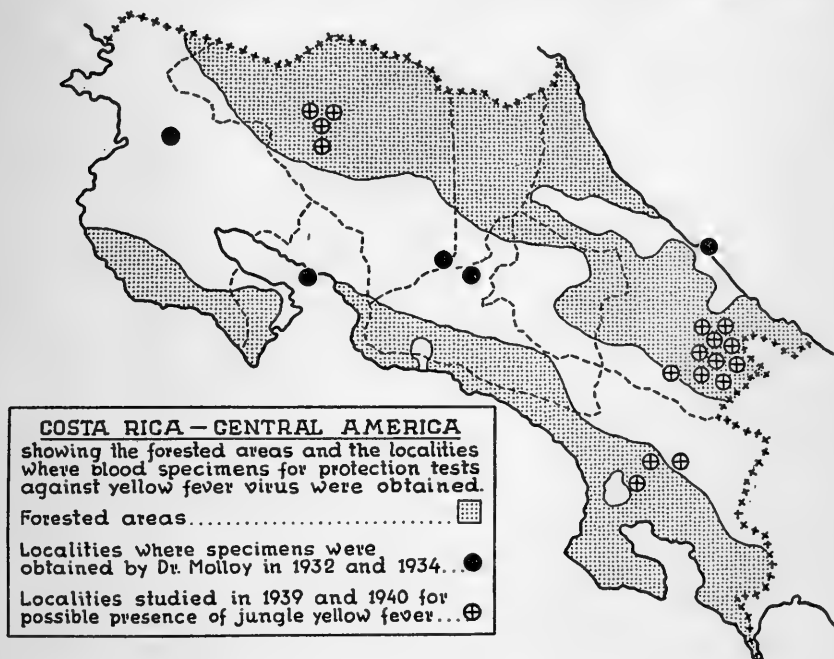 COSTA RICA – CENTRAL AMERICA
showing the forested areas and the localities
where blood specimens for protection tests
against yellow fever virus were obtained.
Forested areas..............................
Localities where specimens were
obtained by Dr. Molloy in 1932 and 1934...
Localities studied in 1939 and 1940 for
possible presence of jungle yellow fever...